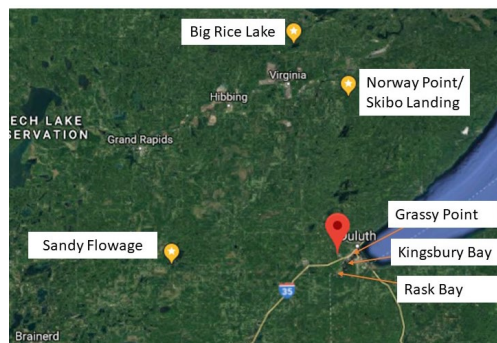 Big Rice Lake
Virginia
Norway Point/
Skibo Landing
Hibbing
ECH LAKE
SERVATION
Grand Rapids
Grassy Point
Duluth
Sandy Flowage
Kingsbury Bay
35
Rask Bay
Brainerd